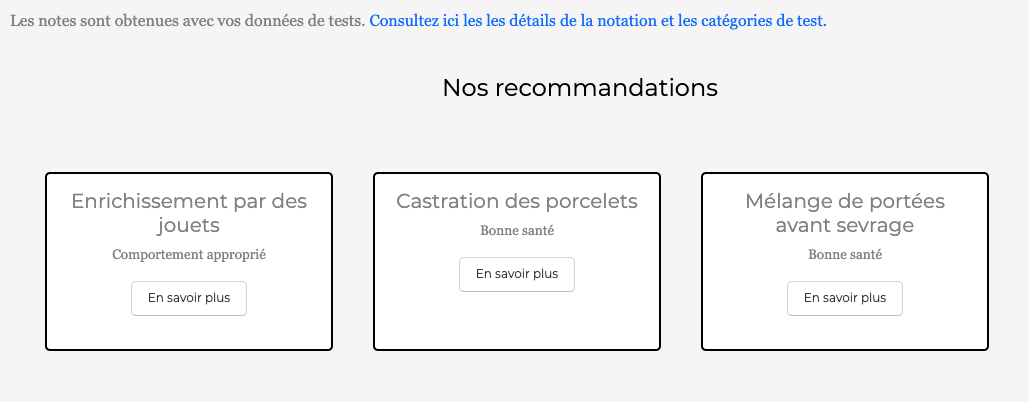 Les notes sont obtenues avec vos données de tests. Consultez ici les les détails de la notation et les catégories de test.
Nos recommandations
Enrichissement par des
jouets
Comportement approprié
En savoir plus
Castration des porcelets
Bonne santé
En savoir plus
Mélange de portées
avant sevrage
Bonne santé
En savoir plus